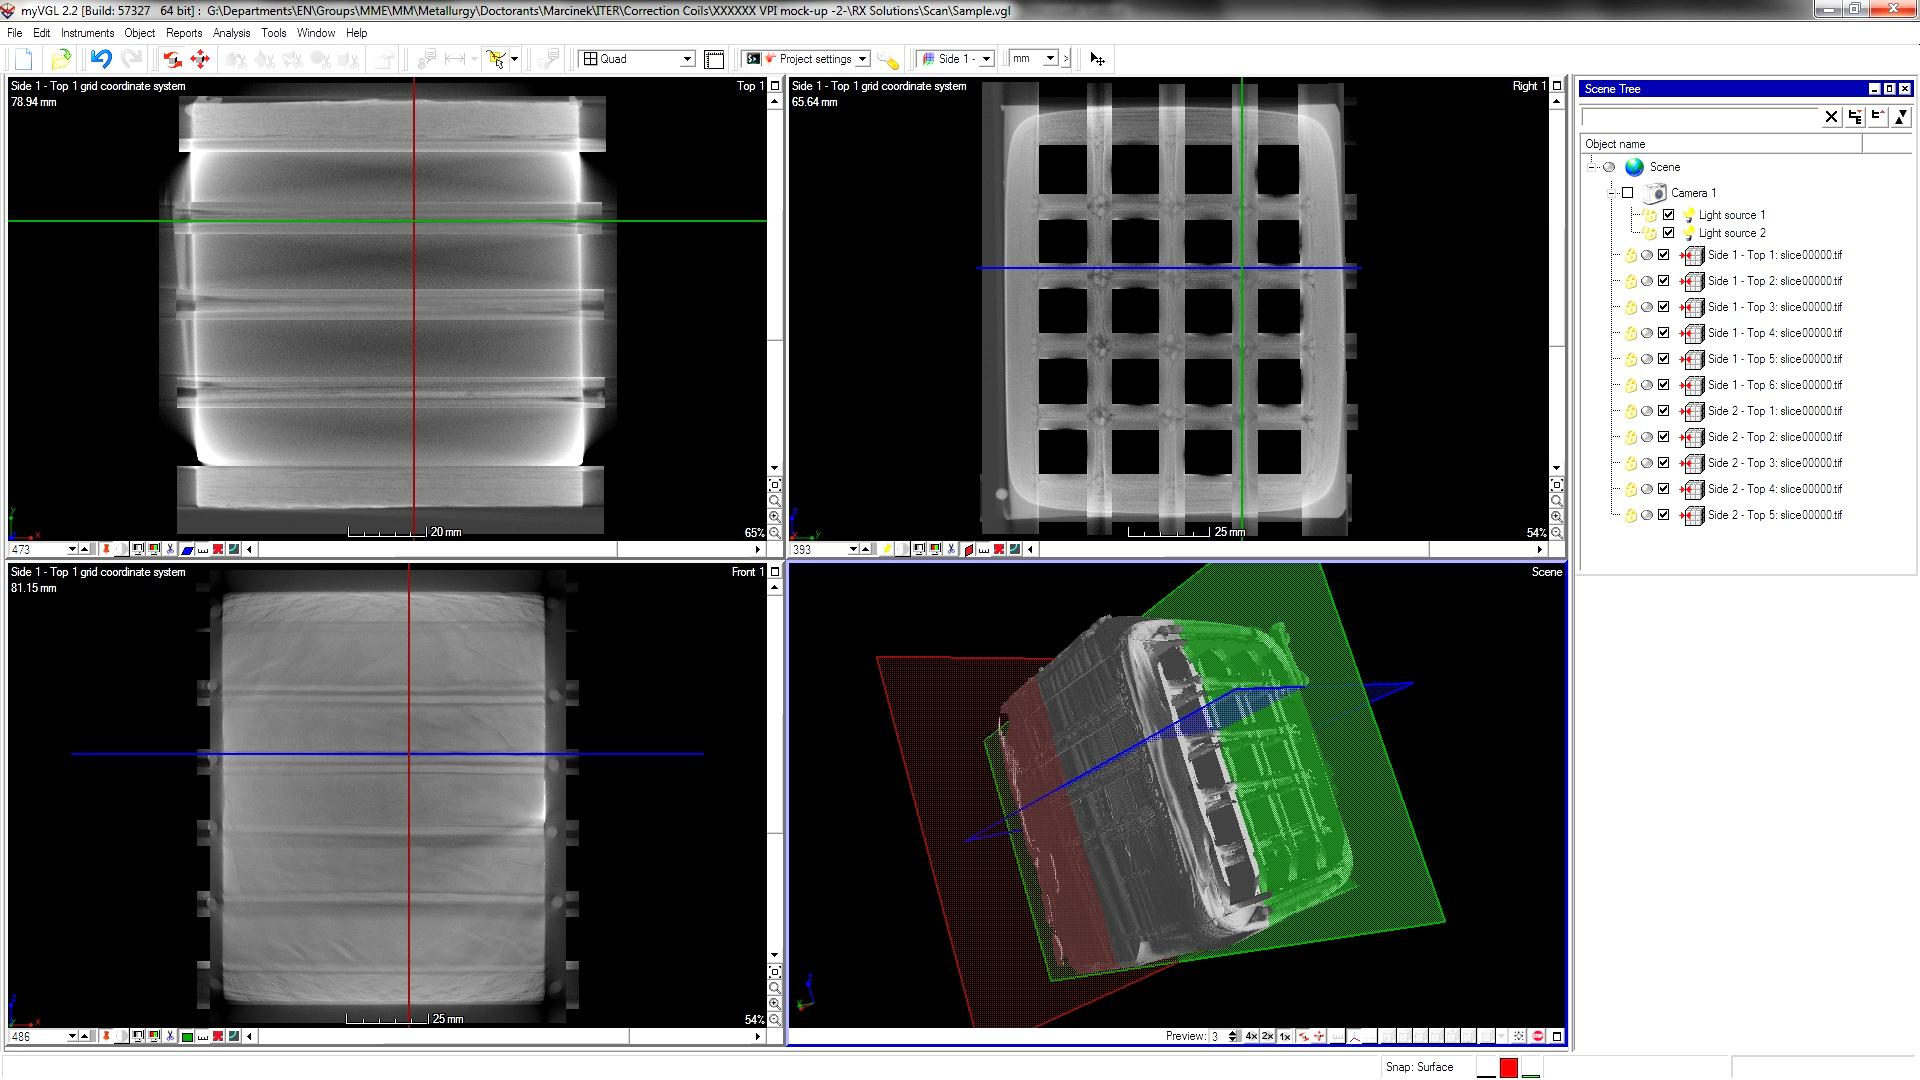 myVGL 2.2 [Build: 57327 64 bit] : G:\Departments\EN\Groups\MME\MM\Metallurgy\Doctorants\Marcinek\ITER\Correction Coils\XXXXXX VPI mock-up -2-\RX Solutions\Scan\Sample.vgl
File Edit Instruments Object Reports Analysis Tools Window Help
Quad Project settings Side 1 - mm >
Side 1 - Top 1 grid coordinate system Top 1
78.94 mm
20 mm 65%
473
Side 1 - Top 1 grid coordinate system Right 1
65.64 mm
25 mm 54%
393
Side 1 - Top 1 grid coordinate system Front 1
81.15 mm
25 mm 54%
486
Scene
Preview: 3 4x 2x 1x
Scene Tree
Object name
Scene
Camera 1
Light source 1
Light source 2
Side 1 - Top 1: slice00000.tif
Side 1 - Top 2: slice00000.tif
Side 1 - Top 3: slice00000.tif
Side 1 - Top 4: slice00000.tif
Side 1 - Top 5: slice00000.tif
Side 1 - Top 6: slice00000.tif
Side 2 - Top 1: slice00000.tif
Side 2 - Top 2: slice00000.tif
Side 2 - Top 3: slice00000.tif
Side 2 - Top 4: slice00000.tif
Side 2 - Top 5: slice00000.tif
Snap: Surface